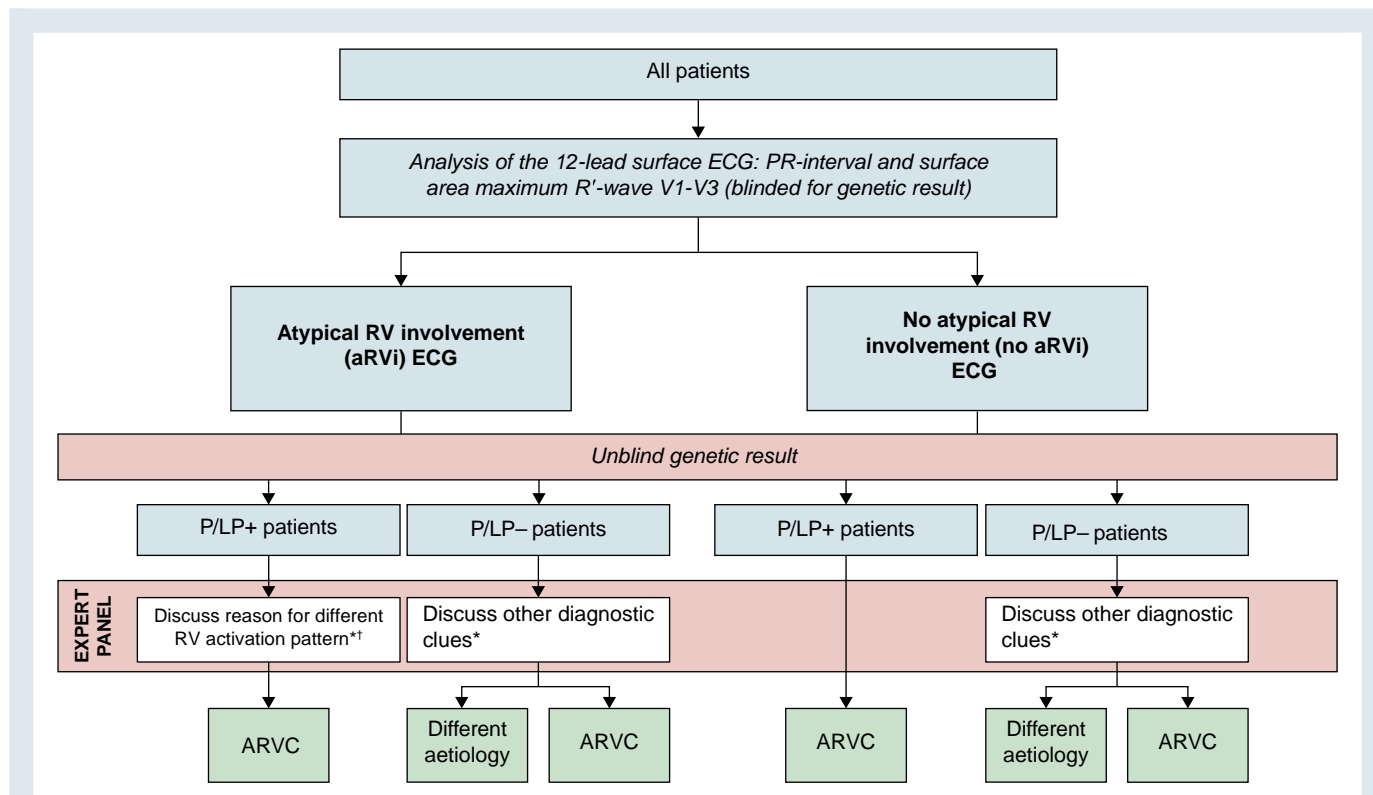 All patients
Analysis of the 12-lead surface ECG: PR-interval and surface
area maximum R′-wave V1-V3 (blinded for genetic result)
Atypical RV involvement
(aRVi) ECG
No atypical RV
involvement (no aRVi)
ECG
Unblind genetic result
P/LP+ patients
P/LP– patients
P/LP+ patients
P/LP– patients
EXPERT
PANEL
Discuss reason for different
RV activation pattern*†
Discuss other diagnostic
clues*
Discuss other diagnostic
clues*
ARVC
Different
aetiology
ARVC
ARVC
Different
aetiology
ARVC